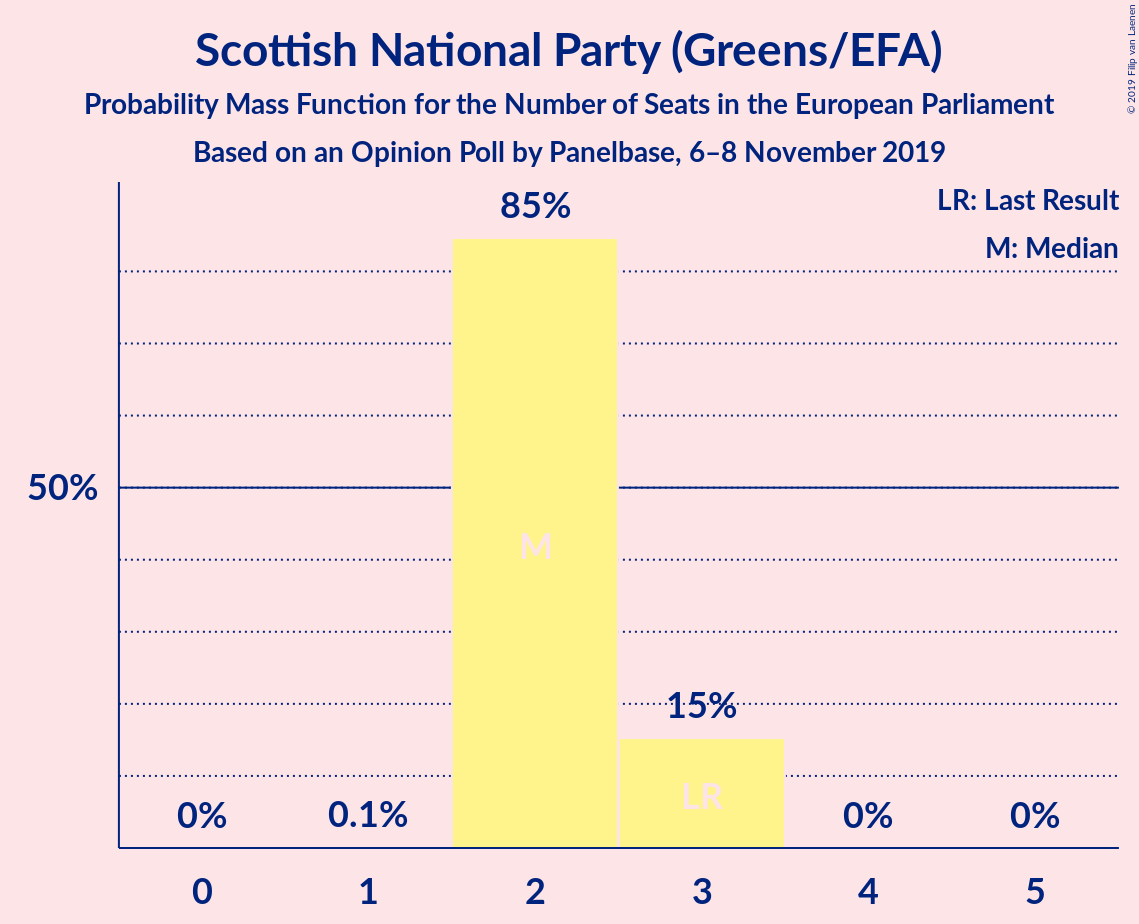 Scottish National Party (Greens/EFA)
Probability Mass Function for the Number of Seats in the European Parliament
Based on an Opinion Poll by Panelbase, 6–8 November 2019
© 2019 Filip van Laenen
LR: Last Result
M: Median
85%
50%
M
15%
LR
0%
0.1%
0%
0%
0
1
2
3
4
5